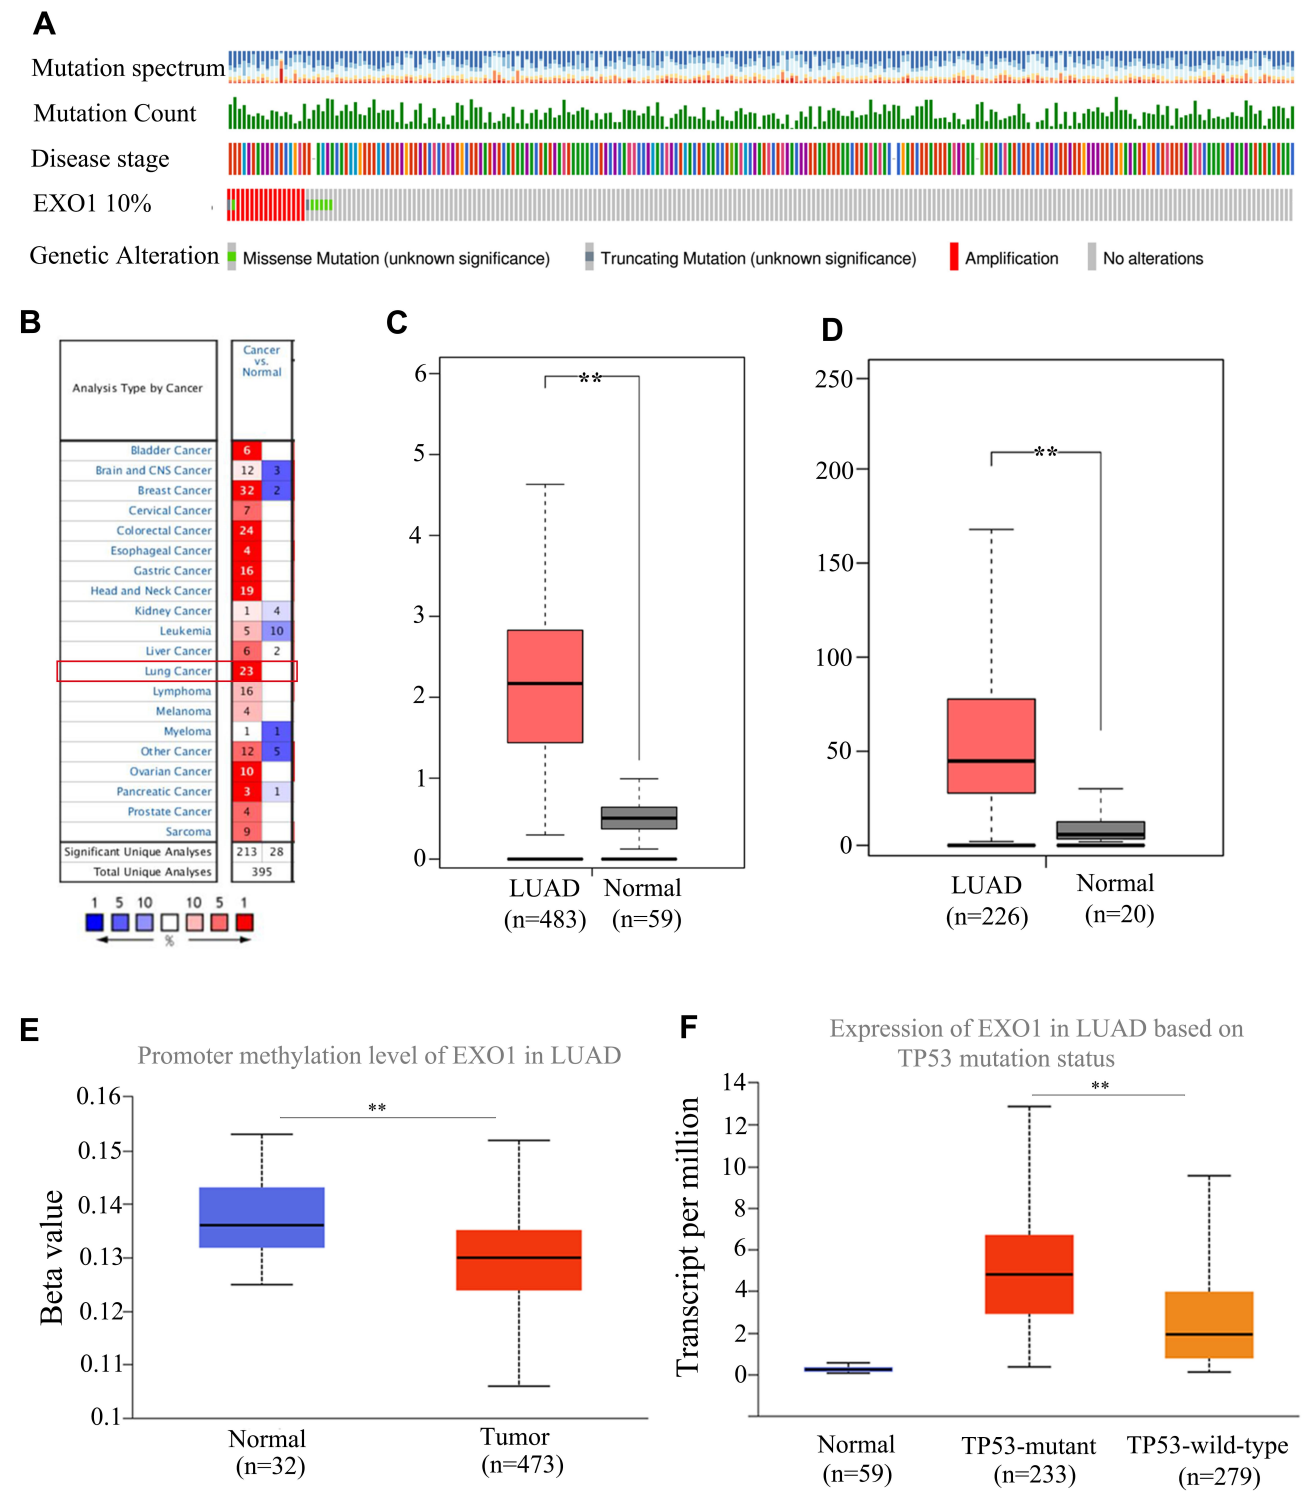 A
Mutation spectrum
Mutation Count
Disease stage
EXO1 10%
Genetic Alteration
Missense Mutation (unknown significance)
Truncating Mutation (unknown significance)
Amplification
No alterations
B
Analysis Type by Cancer
Cancer
vs.
Normal
Bladder Cancer 6
Brain and CNS Cancer 12 3
Breast Cancer 32 2
Cervical Cancer 7
Colorectal Cancer 24
Esophageal Cancer 4
Gastric Cancer 16
Head and Neck Cancer 19
Kidney Cancer 1 4
Leukemia 5 10
Liver Cancer 6 2
Lung Cancer 23
Lymphoma 16
Melanoma 4
Myeloma 1 1
Other Cancer 12 5
Ovarian Cancer 10
Pancreatic Cancer 3 1
Prostate Cancer 4
Sarcoma 9
Significant Unique Analyses 213 28
Total Unique Analyses 395
1 5 10 10 5 1
%
C
6
5
4
3
2
1
0
**
LUAD
(n=483)
Normal
(n=59)
D
250
200
150
100
50
0
**
LUAD
(n=226)
Normal
(n=20)
E
Promoter methylation level of EXO1 in LUAD
Beta value
0.16
0.15
0.14
0.13
0.12
0.11
0.1
**
Normal
(n=32)
Tumor
(n=473)
F
Expression of EXO1 in LUAD based on
TP53 mutation status
Transcript per million
14
12
10
8
6
4
2
0
**
Normal
(n=59)
TP53-mutant
(n=233)
TP53-wild-type
(n=279)